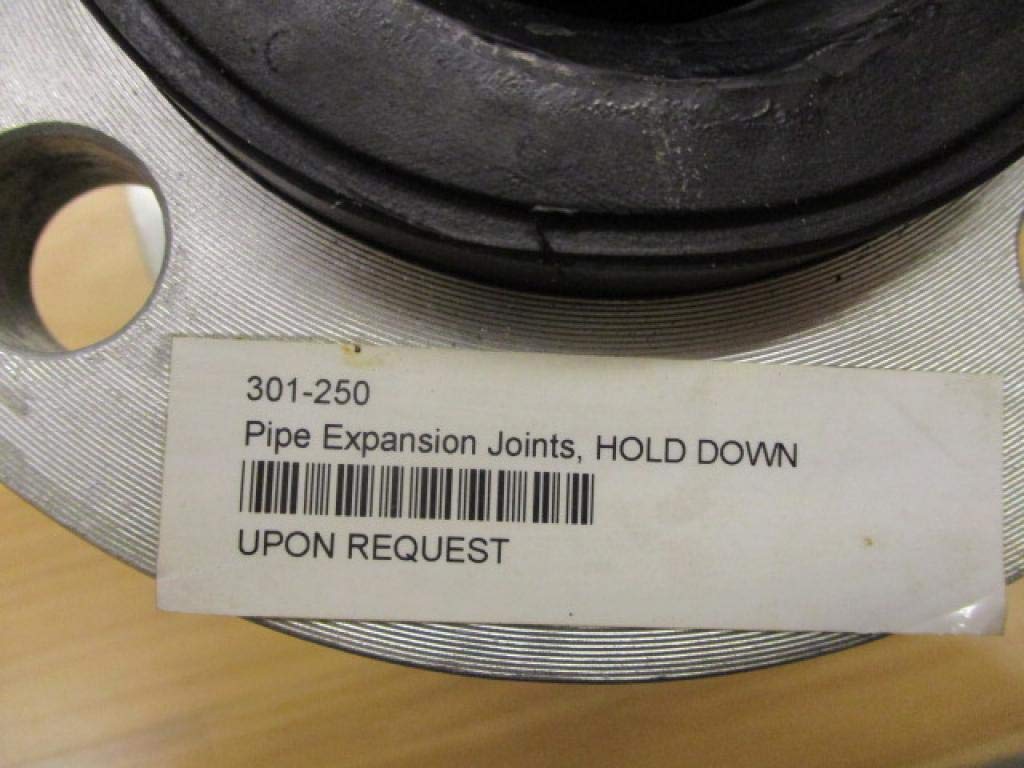 301-250
Pipe Expansion Joints, HOLD DOWN
UPON REQUEST